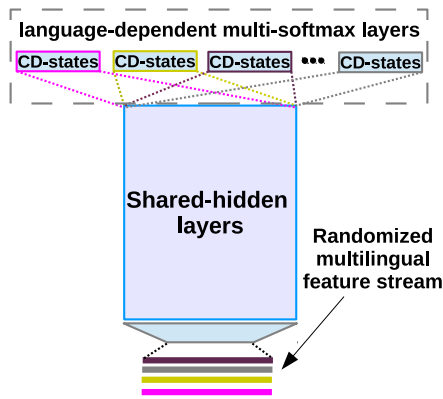 language-dependent multi-softmax layers
CD-states CD-states CD-states ••• CD-states
Shared-hidden
layers
Randomized
multilingual
feature stream